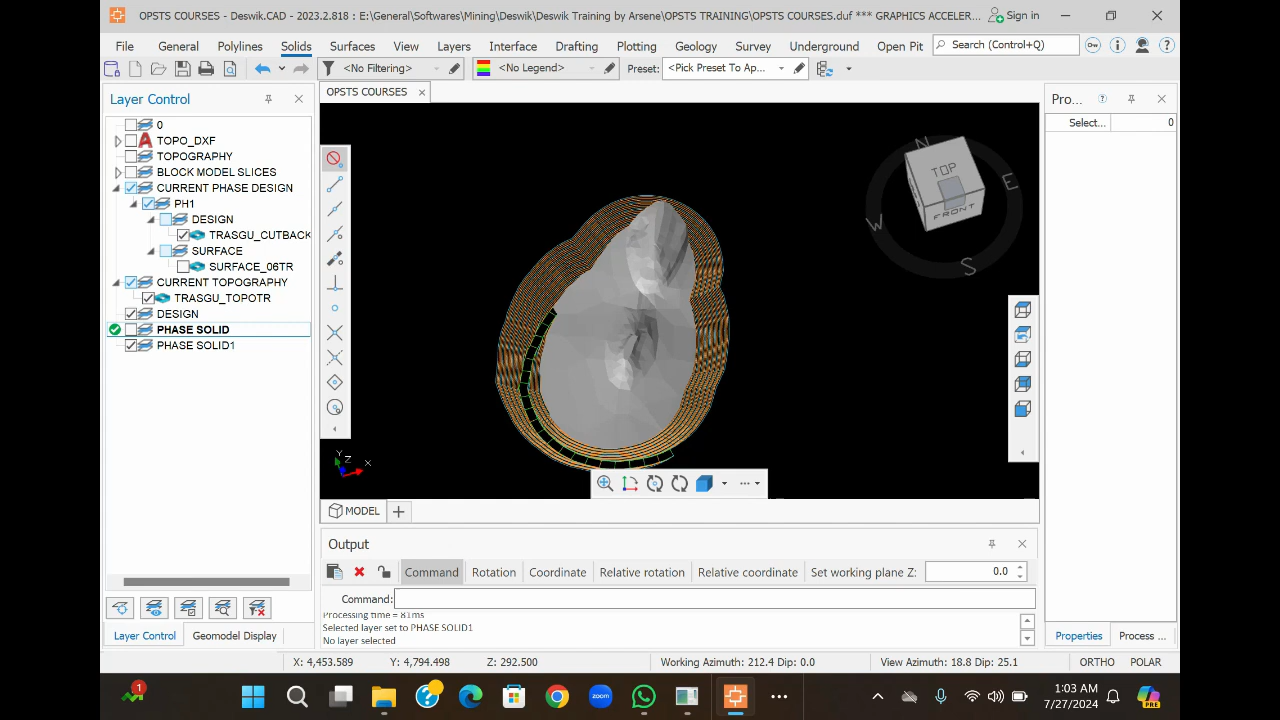 OPSTS COURSES - Deswik.CAD - 2023.2.818 : E:\General\Softwares\Mining\Deswik\Deswik Training by Arsene\OPSTS TRAINING\OPSTS COURSES.duf *** GRAPHICS ACCELER...
Sign in
File General Polylines Solids Surfaces View Layers Interface Drafting Plotting Geology Survey Underground Open Pit Search (Control+Q)
<No Filtering> <No Legend> Preset: <Pick Preset To Ap...
Layer Control
OPSTS COURSES
Pro...
Select... 0
0
TOPO_DXF
TOPOGRAPHY
BLOCK MODEL SLICES
CURRENT PHASE DESIGN
PH1
DESIGN
TRASGU_CUTBACK
SURFACE
SURFACE_06TR
CURRENT TOPOGRAPHY
TRASGU_TOPOTR
DESIGN
PHASE SOLID
PHASE SOLID1
N
E
S
W
TOP
FRONT
Y
Z
X
MODEL
Output
Command Rotation Coordinate Relative rotation Relative coordinate Set working plane Z: 0.0
Command:
Processing time = 81ms
Selected layer set to PHASE SOLID1
No layer selected
Layer Control Geomodel Display
Properties Process ...
X: 4,453.589 Y: 4,794.498 Z: 292.500 Working Azimuth: 212.4 Dip: 0.0 View Azimuth: 18.8 Dip: 25.1 ORTHO POLAR
1
zoom
1:03 AM
7/27/2024
PRE